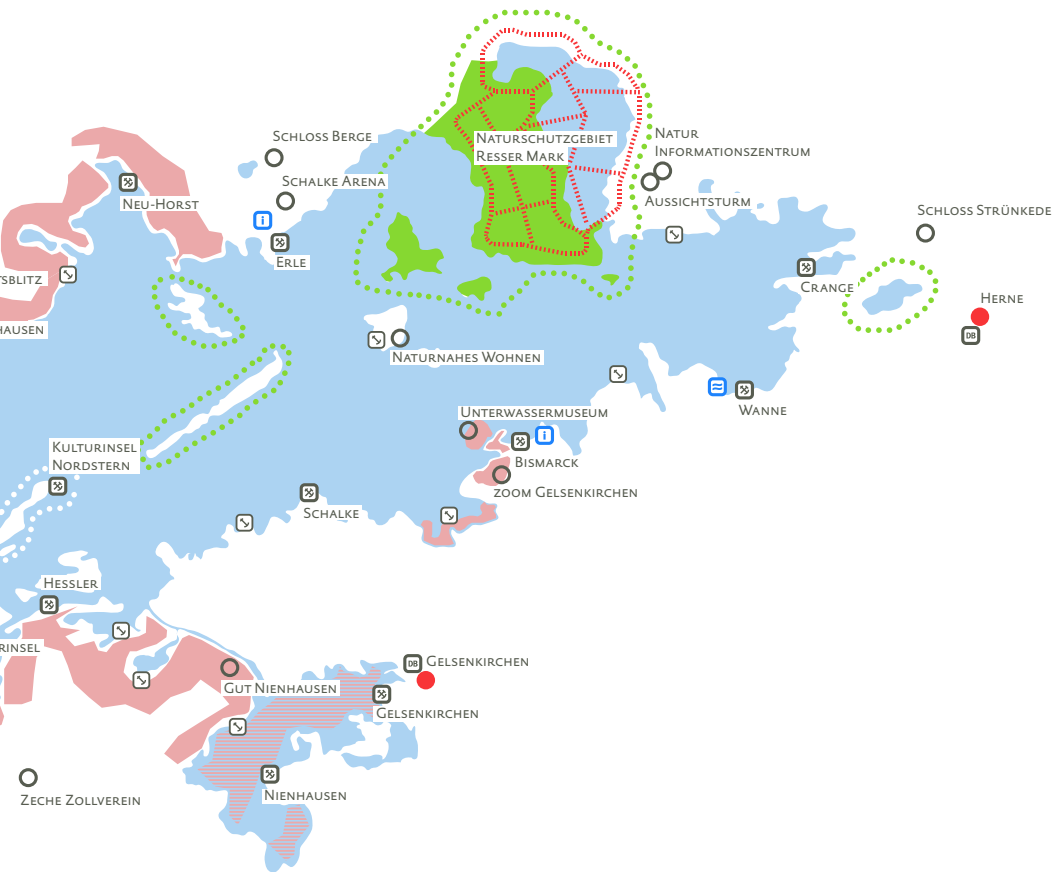 Natur
Informationszentrum
Schloss Berge
Naturschutzgebiet
Resser Mark
Schalke Arena
Neu-Horst
Aussichtsturm
Schloss Strünkede
Erle
tsblitz
Crange
Herne
DB
hausen
Naturnahes Wohnen
Unterwassermuseum
Wanne
Kulturinsel
Nordstern
Bismarck
zoom Gelsenkirchen
Schalke
Hessler
rinsel
DB
Gelsenkirchen
Gut Nienhausen
Gelsenkirchen
Nienhausen
Zeche Zollverein